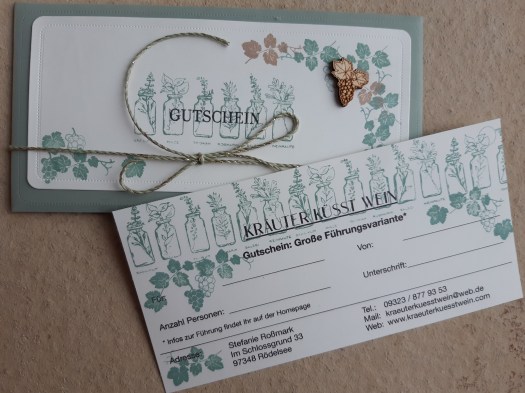 GUTSCHEIN
KRÄUTER KÜSST WEIN
Gutschein: Große Führungsvariante*
Für:
Von:
Anzahl Personen:
Unterschrift:
* Infos zur Führung findet Ihr auf der Homepage
Adresse:
Stefanie Roßmark
Im Schlossgrund 33
97348 Rödelsee
Tel.: 09323 / 877 93 53
Mail: kraeuterkuesstwein@web.de
Web: www.kraeuterkuesstwein.com